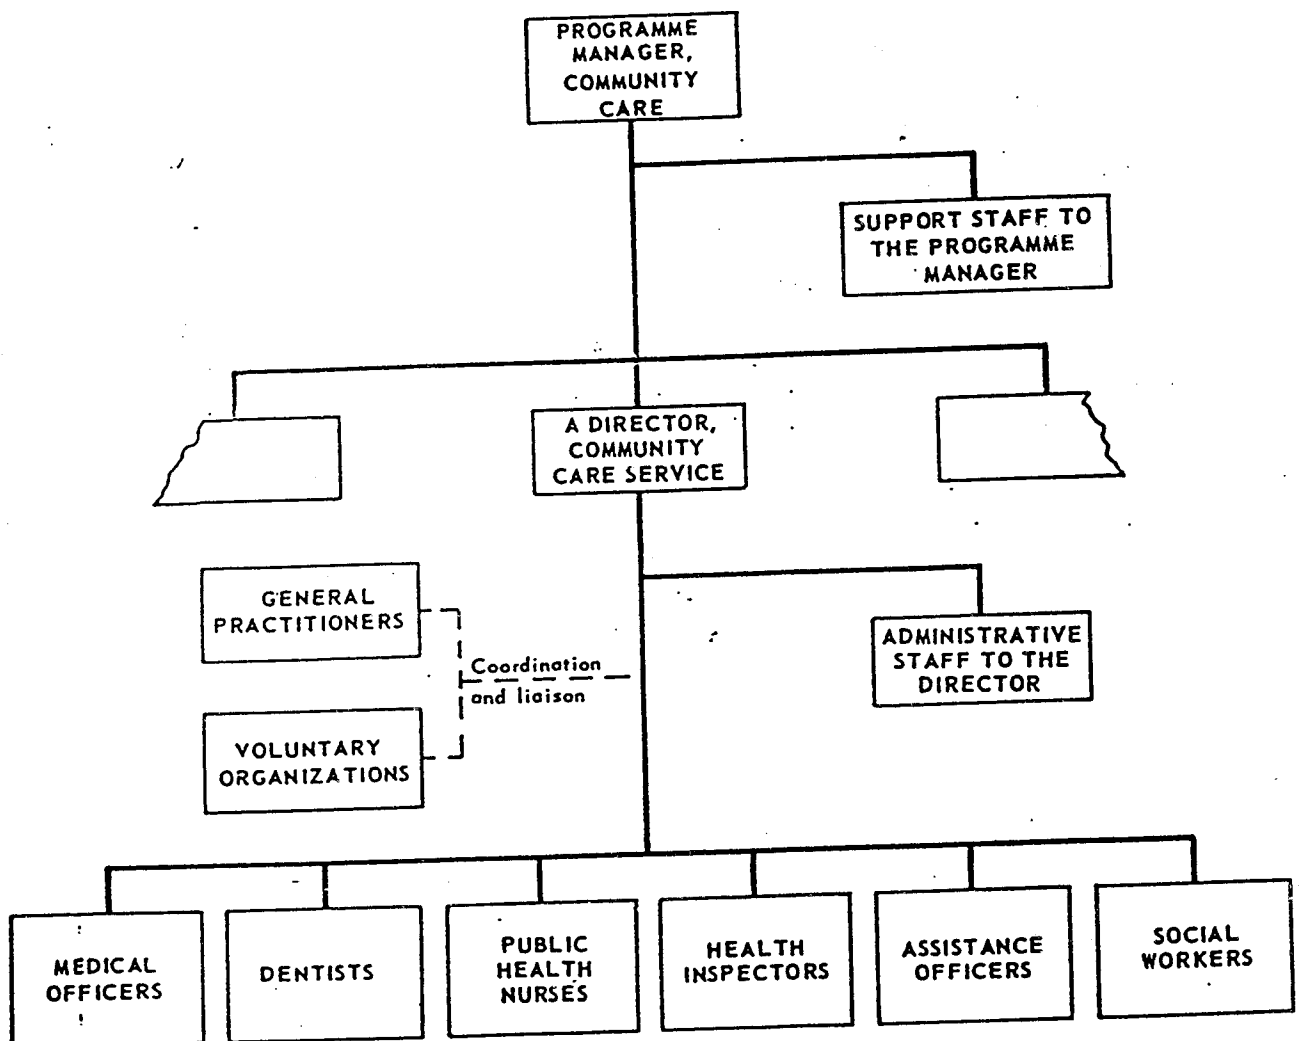 PROGRAMME
MANAGER,
COMMUNITY
CARE
SUPPORT STAFF TO
THE PROGRAMME
MANAGER
A DIRECTOR,
COMMUNITY
CARE SERVICE
GENERAL
PRACTITIONERS
Coordination
and liaison
VOLUNTARY
ORGANIZATIONS
ADMINISTRATIVE
STAFF TO THE
DIRECTOR
MEDICAL
OFFICERS
DENTISTS
PUBLIC
HEALTH
NURSES
HEALTH
INSPECTORS
ASSISTANCE
OFFICERS
SOCIAL
WORKERS